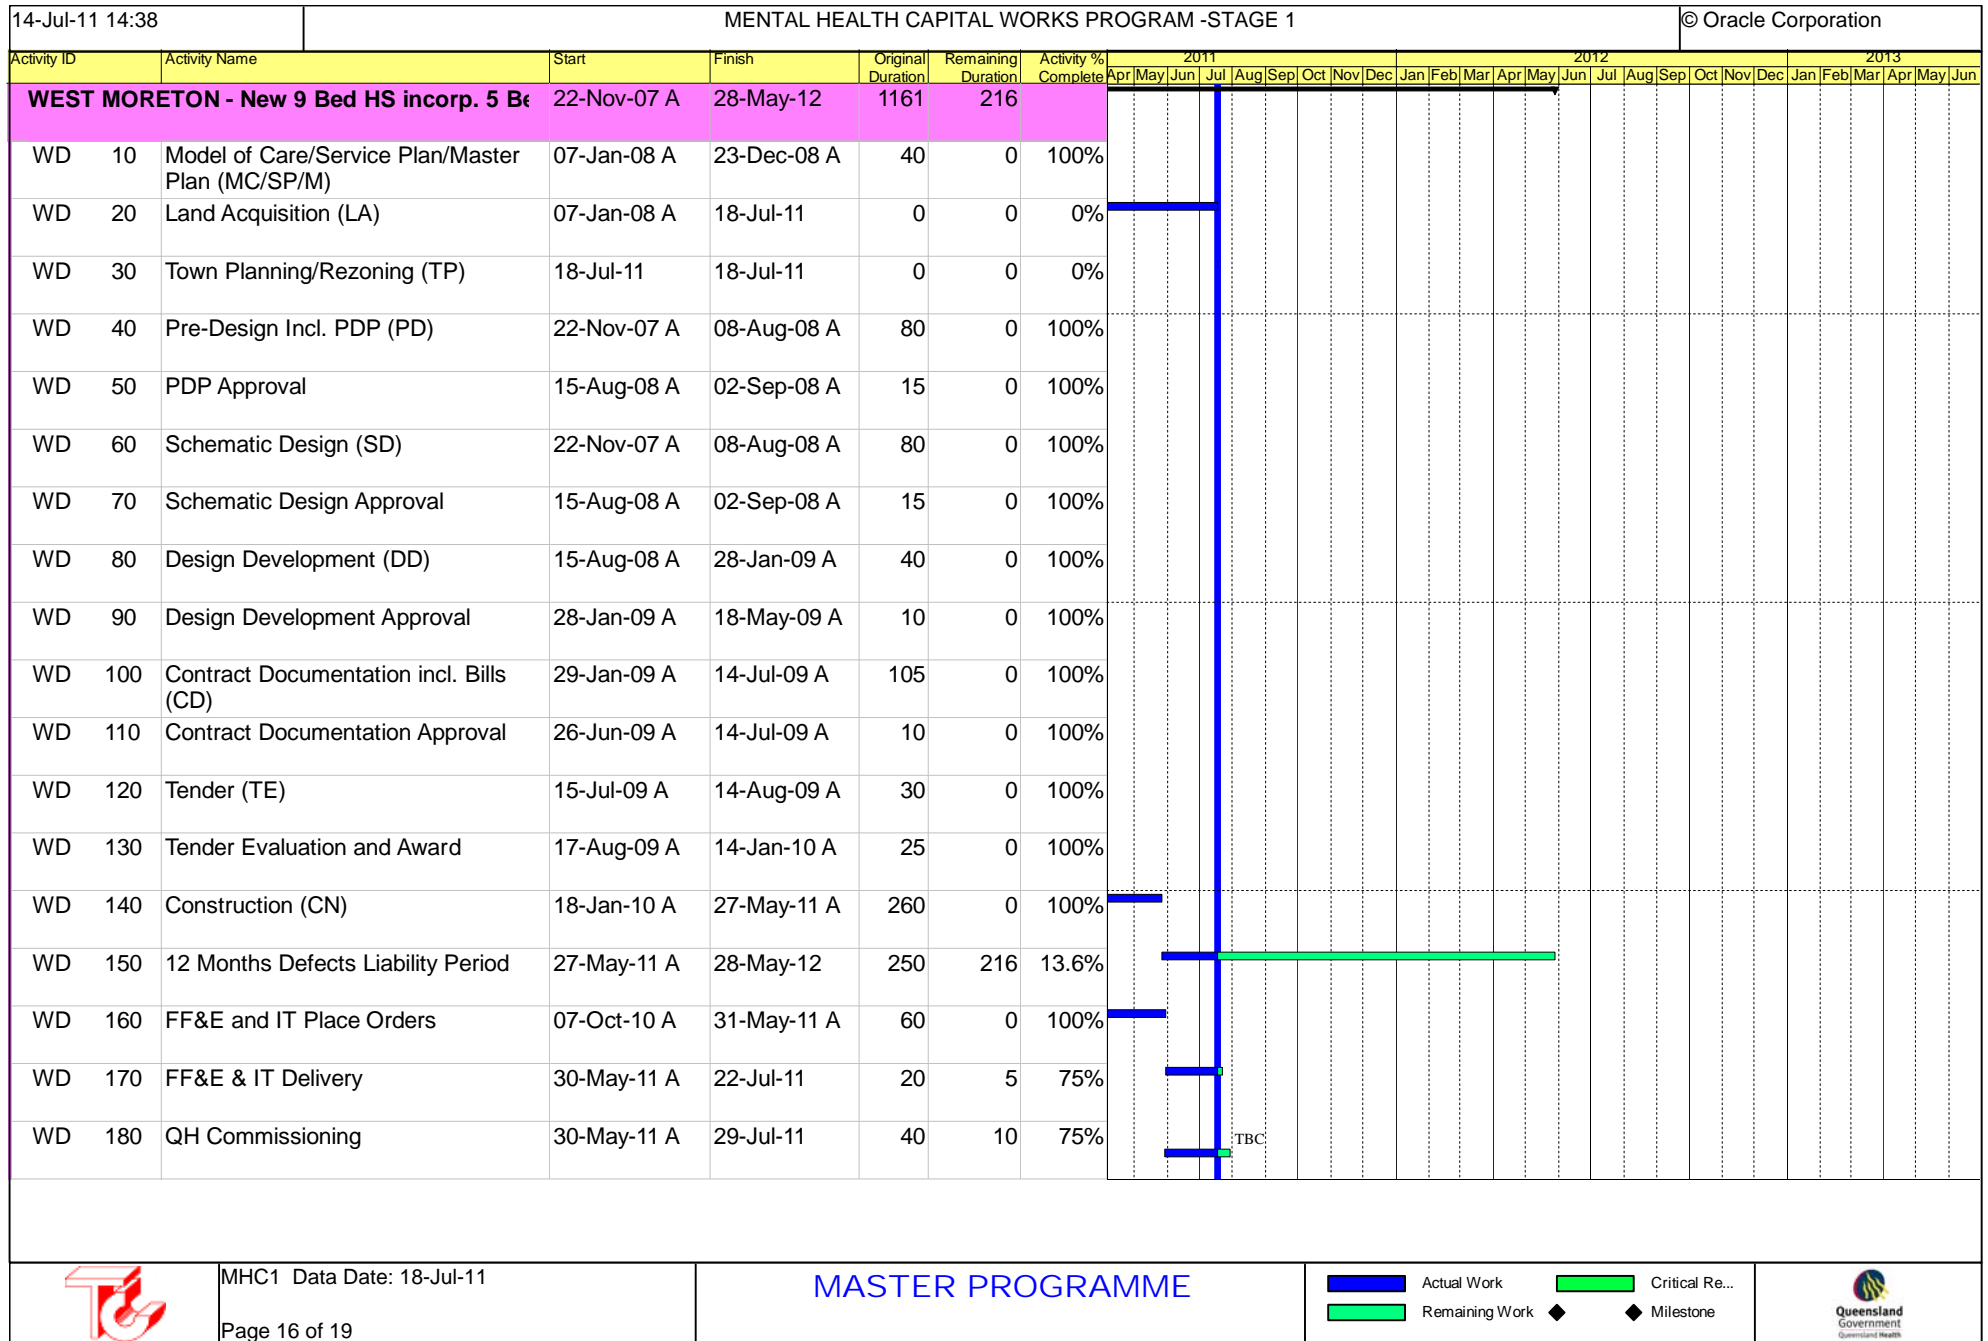 14-Jul-11 14:38 MENTAL HEALTH CAPITAL WORKS PROGRAM -STAGE 1 © Oracle Corporation
Activity ID Activity Name Start Finish Original Duration Remaining Duration Activity % Complete 2011 2012 2013
Apr May Jun Jul Aug Sep Oct Nov Dec Jan Feb Mar Apr May Jun Jul Aug Sep Oct Nov Dec Jan Feb Mar Apr May Jun
WEST MORETON - New 9 Bed HS incorp. 5 Be 22-Nov-07 A 28-May-12 1161 216
WD 10 Model of Care/Service Plan/Master 07-Jan-08 A 23-Dec-08 A 40 0 100%
Plan (MC/SP/M)
WD 20 Land Acquisition (LA) 07-Jan-08 A 18-Jul-11 0 0 0%
WD 30 Town Planning/Rezoning (TP) 18-Jul-11 18-Jul-11 0 0 0%
WD 40 Pre-Design Incl. PDP (PD) 22-Nov-07 A 08-Aug-08 A 80 0 100%
WD 50 PDP Approval 15-Aug-08 A 02-Sep-08 A 15 0 100%
WD 60 Schematic Design (SD) 22-Nov-07 A 08-Aug-08 A 80 0 100%
WD 70 Schematic Design Approval 15-Aug-08 A 02-Sep-08 A 15 0 100%
WD 80 Design Development (DD) 15-Aug-08 A 28-Jan-09 A 40 0 100%
WD 90 Design Development Approval 28-Jan-09 A 18-May-09 A 10 0 100%
WD 100 Contract Documentation incl. Bills 29-Jan-09 A 14-Jul-09 A 105 0 100%
(CD)
WD 110 Contract Documentation Approval 26-Jun-09 A 14-Jul-09 A 10 0 100%
WD 120 Tender (TE) 15-Jul-09 A 14-Aug-09 A 30 0 100%
WD 130 Tender Evaluation and Award 17-Aug-09 A 14-Jan-10 A 25 0 100%
WD 140 Construction (CN) 18-Jan-10 A 27-May-11 A 260 0 100%
WD 150 12 Months Defects Liability Period 27-May-11 A 28-May-12 250 216 13.6%
WD 160 FF&E and IT Place Orders 07-Oct-10 A 31-May-11 A 60 0 100%
WD 170 FF&E & IT Delivery 30-May-11 A 22-Jul-11 20 5 75%
WD 180 QH Commissioning 30-May-11 A 29-Jul-11 40 10 75% TBC
MHC1 Data Date: 18-Jul-11
Page 16 of 19
MASTER PROGRAMME
Actual Work Critical Re...
Remaining Work Milestone
Queensland
Government
Queensland Health